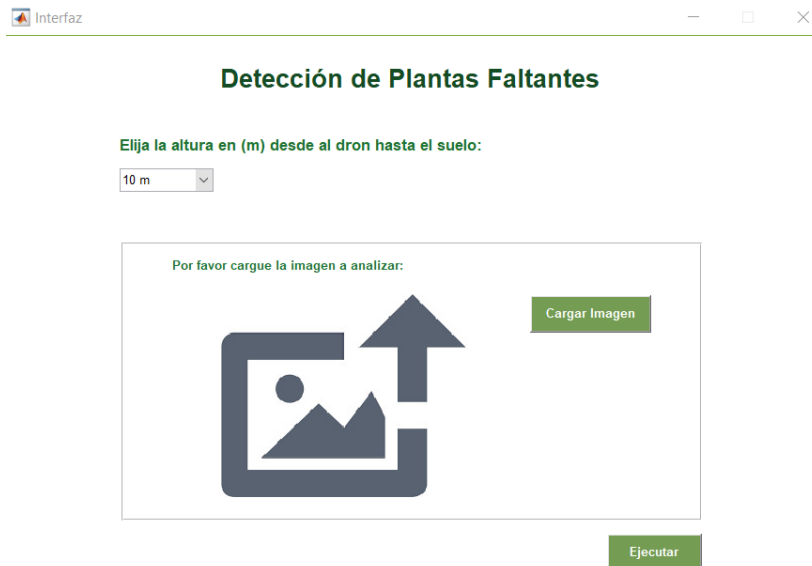 Interfaz
Detección de Plantas Faltantes
Elija la altura en (m) desde al dron hasta el suelo:
10 m
Por favor cargue la imagen a analizar:
Cargar Imagen
Ejecutar